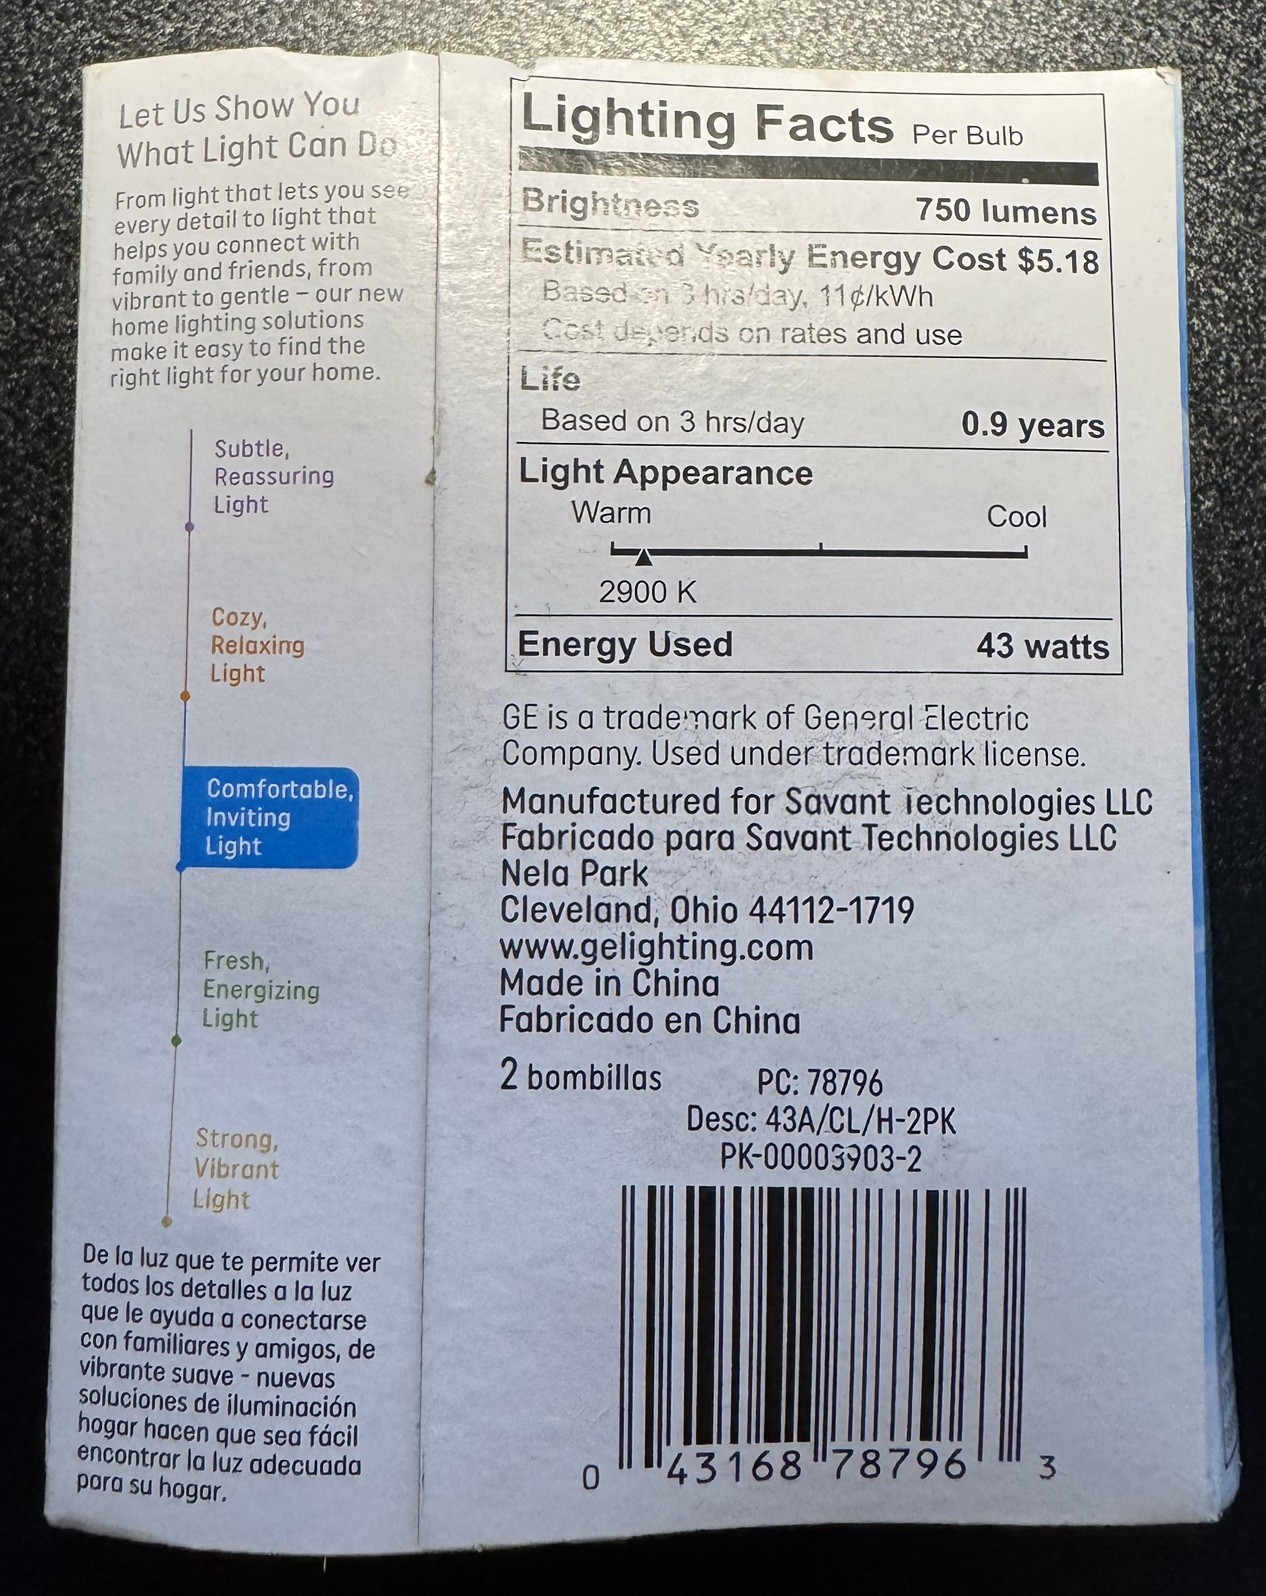 Let Us Show You
What Light Can Do
From light that lets you see
every detail to light that
helps you connect with
family and friends, from
vibrant to gentle – our new
home lighting solutions
make it easy to find the
right light for your home.
Subtle,
Reassuring
Light
Cozy,
Relaxing
Light
Comfortable,
Inviting
Light
Fresh,
Energizing
Light
Strong,
Vibrant
Light
De la luz que te permite ver
todos los detalles a la luz
que le ayuda a conectarse
con familiares y amigos, de
vibrante suave - nuevas
soluciones de iluminación
hogar hacen que sea fácil
encontrar la luz adecuada
para su hogar.
Lighting Facts Per Bulb
Brightness 750 lumens
Estimated Yearly Energy Cost $5.18
Based on 3 hrs/day, 11¢/kWh
Cost depends on rates and use
Life
Based on 3 hrs/day 0.9 years
Light Appearance
Warm Cool
2900 K
Energy Used 43 watts
GE is a trademark of General Electric
Company. Used under trademark license.
Manufactured for Savant Technologies LLC
Fabricado para Savant Technologies LLC
Nela Park
Cleveland, Ohio 44112-1719
www.gelighting.com
Made in China
Fabricado en China
2 bombillas PC: 78796
Desc: 43A/CL/H-2PK
PK-00003903-2
0 43168 78796 3